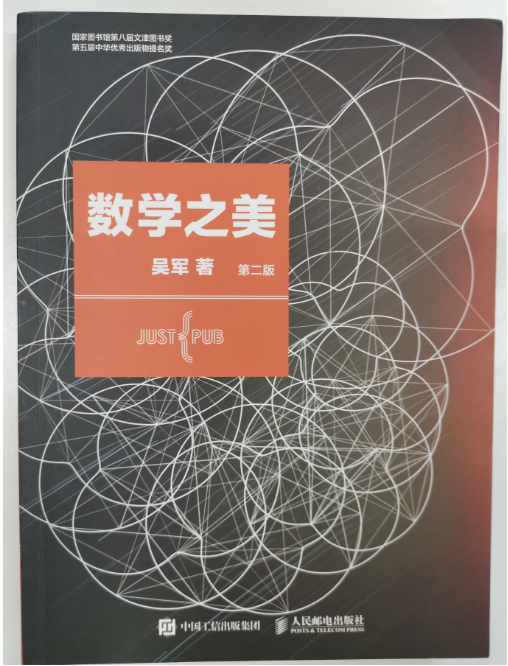 国家图书馆第八届文津图书奖
第五届中华优秀出版物提名奖
数学之美
吴军 著 第二版
JUST PUB
中国工信出版集团 人民邮电出版社
POSTS & TELECOM PRESS